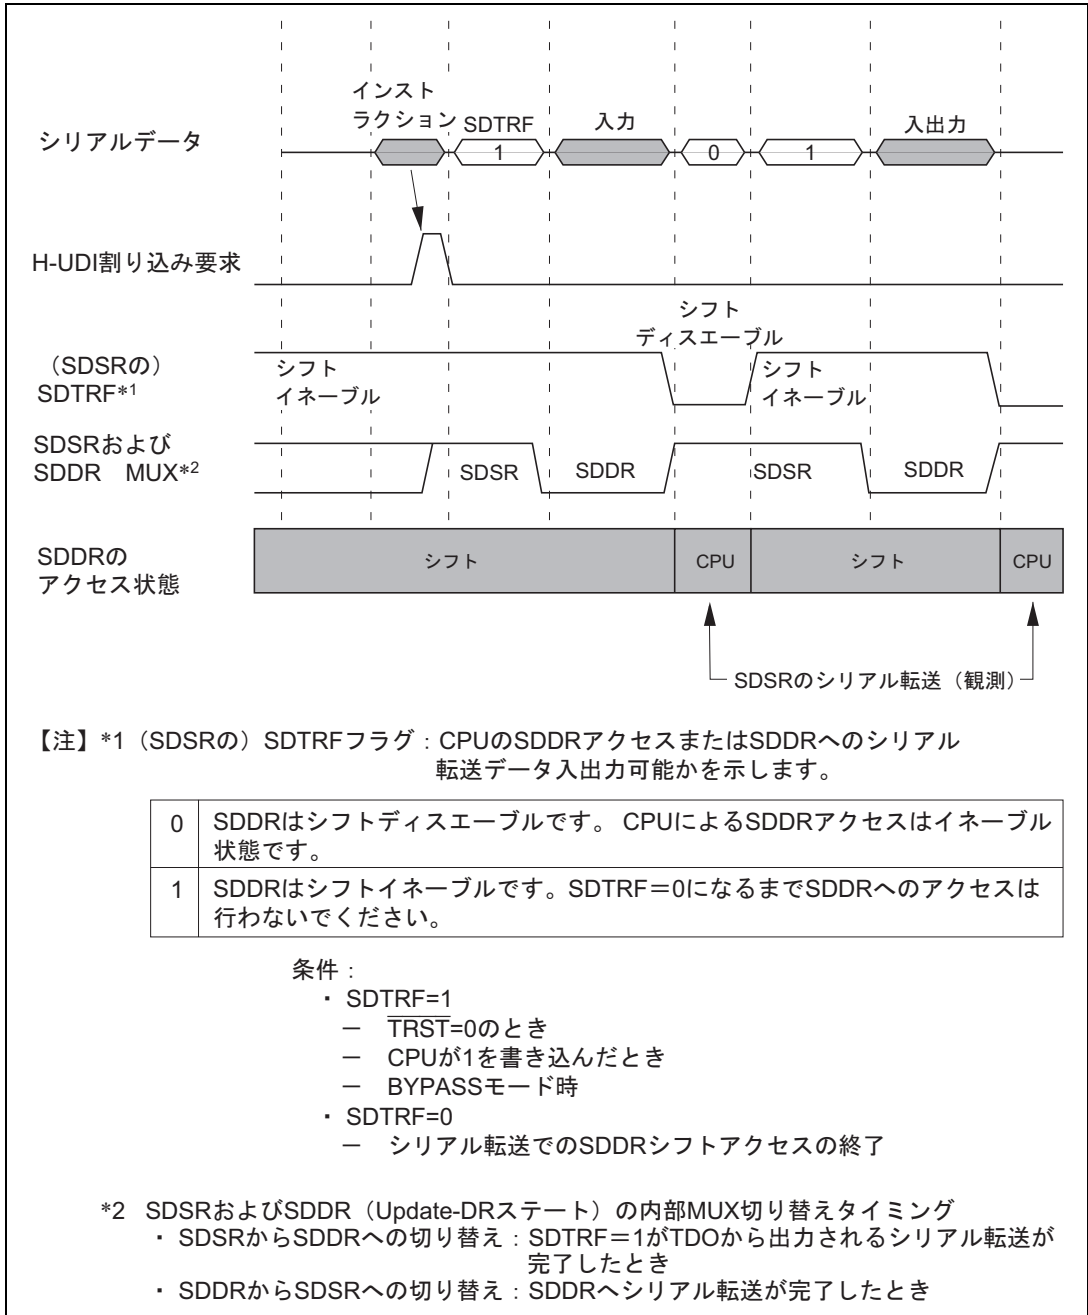 インスト
ラクション SDTRF 入力 入出力
シリアルデータ
1 0 1
H-UDI割り込み要求
シフト
ディスエーブル
(SDSRの)
SDTRF*1
シフト
イネーブル
シフト
イネーブル
SDSRおよび
SDDR MUX*2
SDSR SDDR SDSR SDDR
SDDRの
アクセス状態
シフト CPU シフト CPU
SDSRのシリアル転送(観測)
【注】*1(SDSRの)SDTRFフラグ:CPUのSDDRアクセスまたはSDDRへのシリアル
転送データ入出力可能かを示します。
0 SDDRはシフトディスエーブルです。 CPUによるSDDRアクセスはイネーブル
状態です。
1 SDDRはシフトイネーブルです。SDTRF=0になるまでSDDRへのアクセスは
行わないでください。
条件:
・ SDTRF=1
― T̅R̅S̅T̅=0のとき
― CPUが1を書き込んだとき
― BYPASSモード時
・ SDTRF=0
― シリアル転送でのSDDRシフトアクセスの終了
*2 SDSRおよびSDDR(Update-DRステート)の内部MUX切り替えタイミング
・ SDSRからSDDRへの切り替え:SDTRF=1がTDOから出力されるシリアル転送が
完了したとき
・ SDDRからSDSRへの切り替え:SDDRへシリアル転送が完了したとき